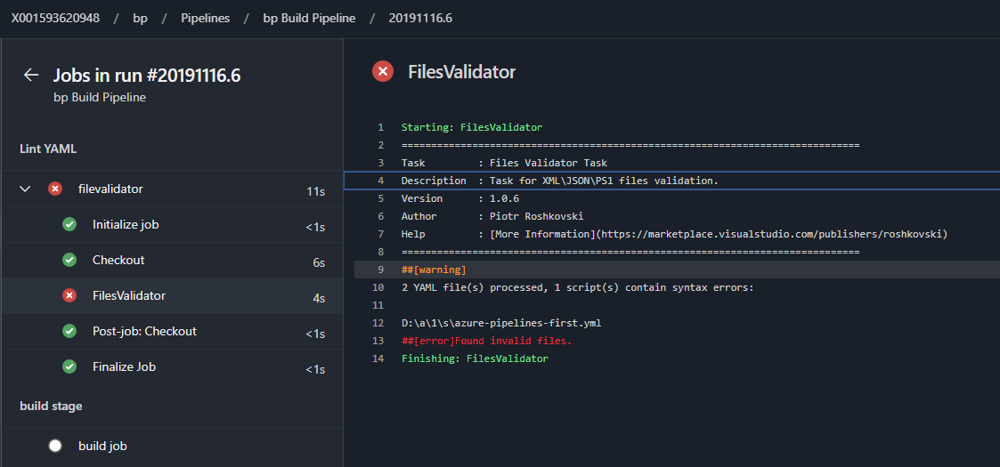 X001593620948 / bp / Pipelines / bp Build Pipeline / 20191116.6
Jobs in run #20191116.6
bp Build Pipeline
Lint YAML
filevalidator 11s
Initialize job <1s
Checkout 6s
FilesValidator 4s
Post-job: Checkout <1s
Finalize Job <1s
build stage
build job
FilesValidator
1 Starting: FilesValidator
2 ==============================================================================
3 Task : Files Validator Task
4 Description : Task for XML\JSON\PS1 files validation.
5 Version : 1.0.6
6 Author : Piotr Roshkovski
7 Help : [More Information](https://marketplace.visualstudio.com/publishers/roshkovski)
8 ==============================================================================
9 ##[warning]
10 2 YAML file(s) processed, 1 script(s) contain syntax errors:
11
12 D:\a\1\s\azure-pipelines-first.yml
13 ##[error]Found invalid files.
14 Finishing: FilesValidator